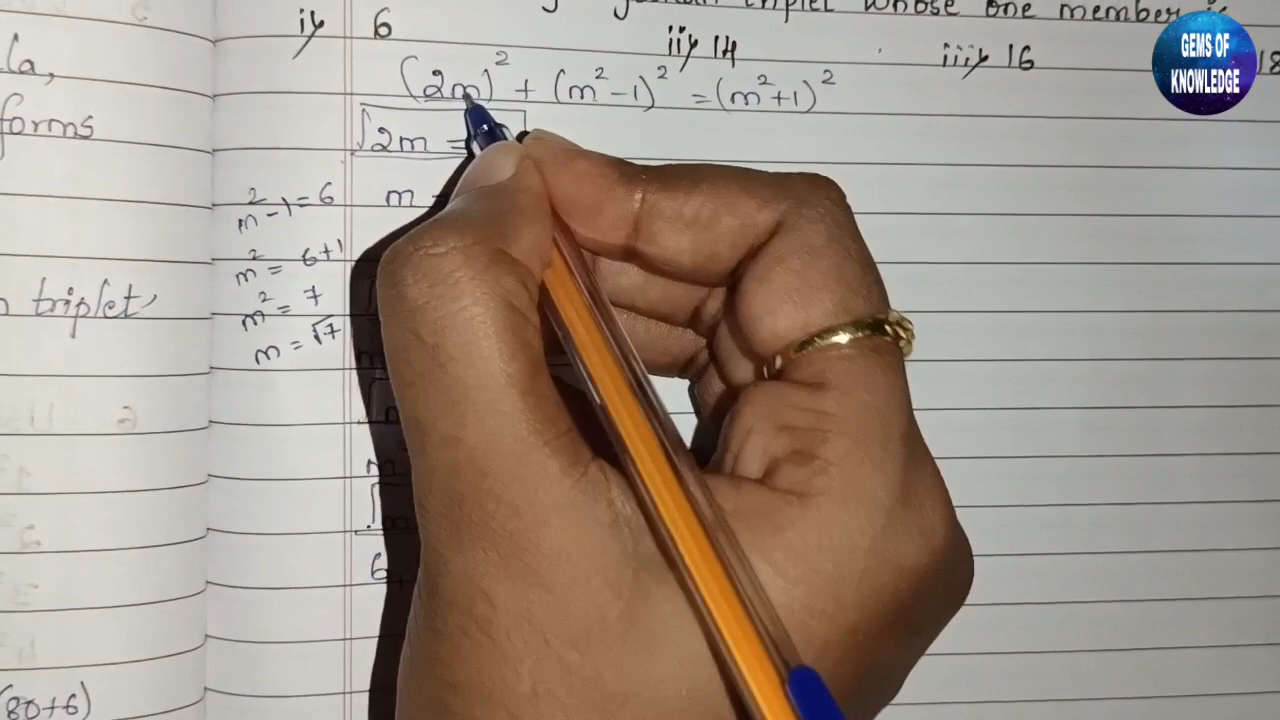 triplet whose one member is
i) 6 ii) 14 iii) 16 18
GEMS OF
KNOWLEDGE
la,
forms
triplet,
(80+6)
(2m)² + (m²-1)² = (m²+1)²
2m =
m
m²-1=6
m² = 6+1
m² = 7
m = √7
m
6